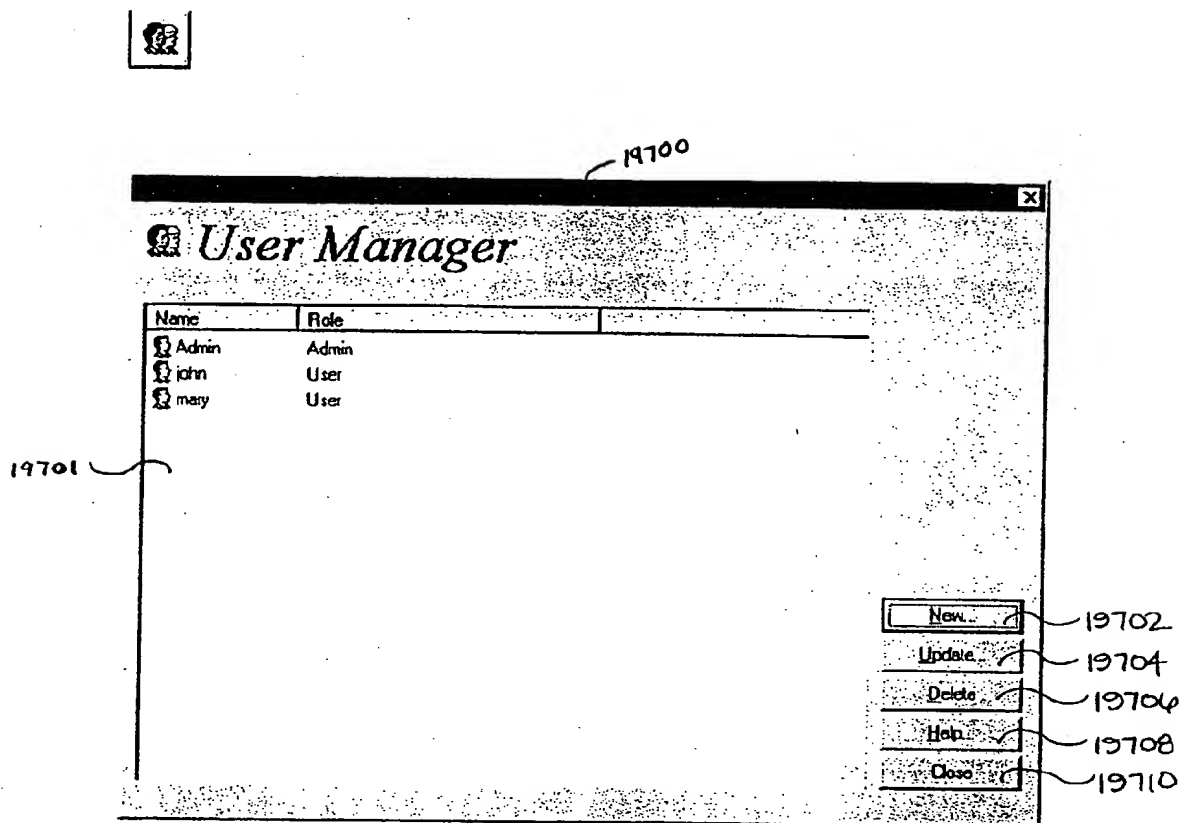 19700
User Manager
Name Role
Admin Admin
john User
mary User
19701
New... 19702
Update... 19704
Delete 19706
Help... 19708
Close 19710